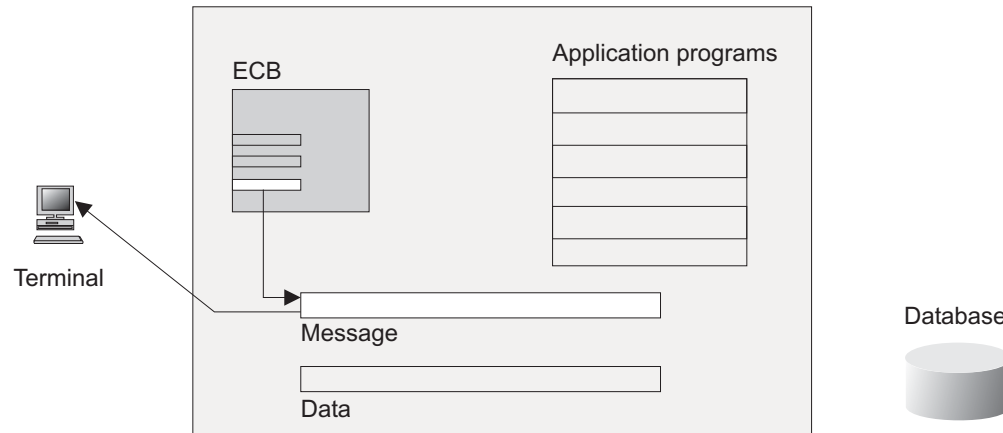 ECB
Application programs
Terminal
Message
Database
Data